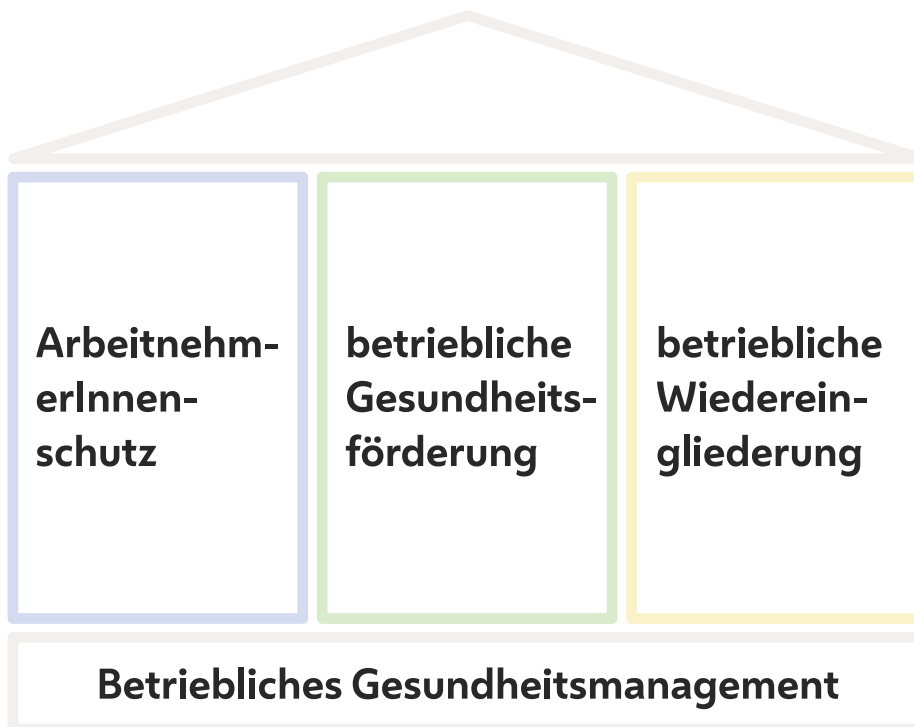 Arbeitnehm-
erInnen-
schutz
betriebliche
Gesundheits-
förderung
betriebliche
Wiederein-
gliederung
Betriebliches Gesundheitsmanagement